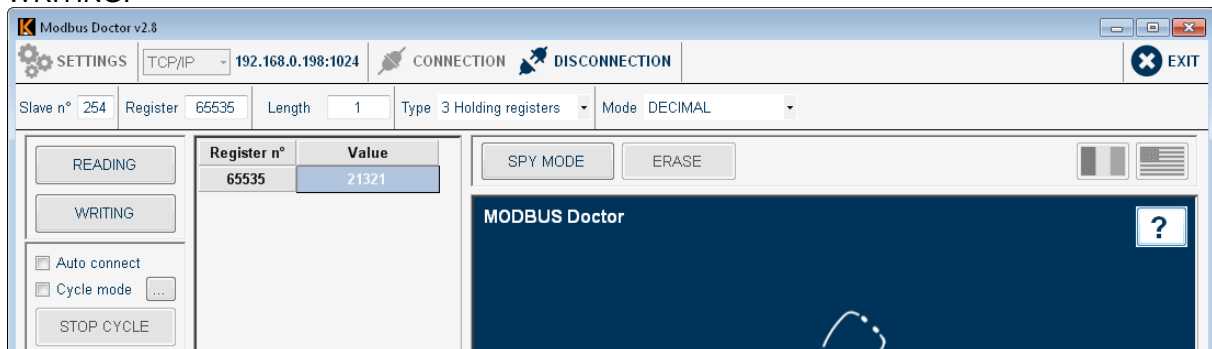 WRITING.
Modbus Doctor v2.8
SETTINGS TCP/IP 192.168.0.198:1024 CONNECTION DISCONNECTION EXIT
Slave n° 254 Register 65535 Length 1 Type 3 Holding registers Mode DECIMAL
READING
WRITING
Auto connect
Cycle mode ...
STOP CYCLE
Register n° Value
65535 21321
SPY MODE ERASE
MODBUS Doctor
?